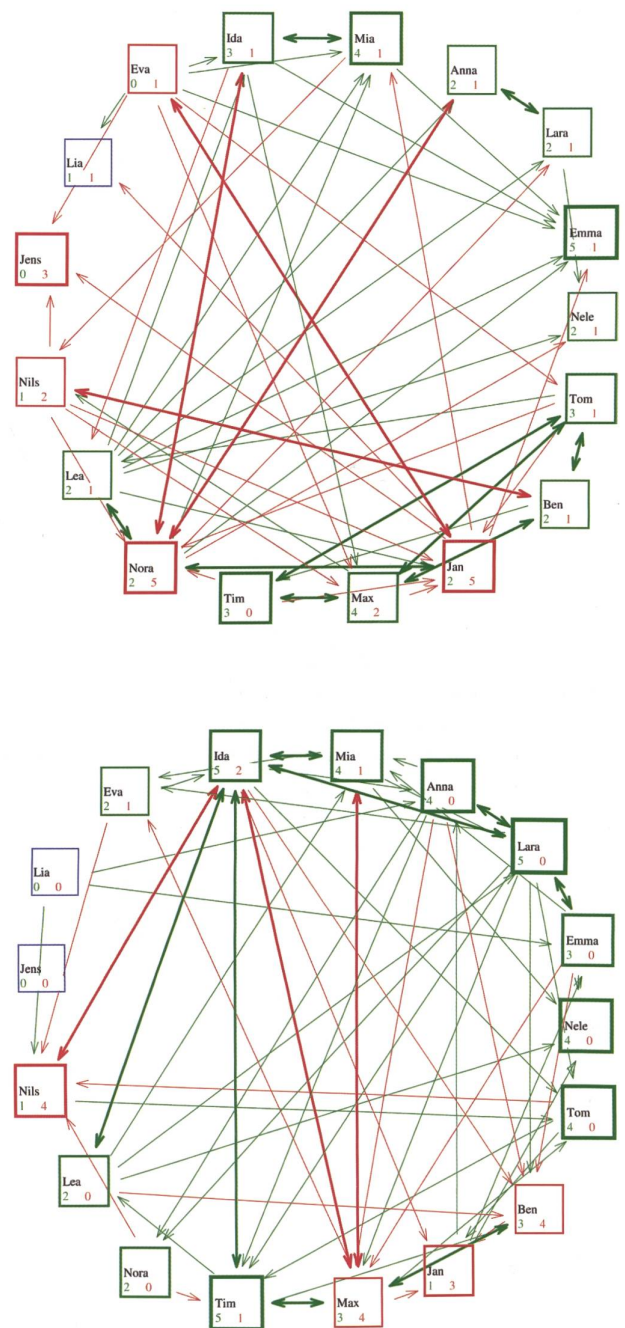 Ida
3 1
Mia
4 1
Eva
0 1
Anna
2 1
Lara
2 1
Lia
1 1
Emma
5 1
Jens
0 3
Nele
2 1
Nils
1 2
Tom
3 1
Lea
2 1
Ben
2 1
Nora
2 5
Jan
2 5
Tim
3 0
Max
4 2
Ida
5 2
Mia
4 1
Eva
2 1
Anna
4 0
Lara
5 0
Lia
0 0
Emma
3 0
Jens
0 0
Nele
4 0
Nils
1 4
Tom
4 0
Lea
2 0
Ben
3 4
Nora
2 0
Jan
1 3
Tim
5 1
Max
3 4